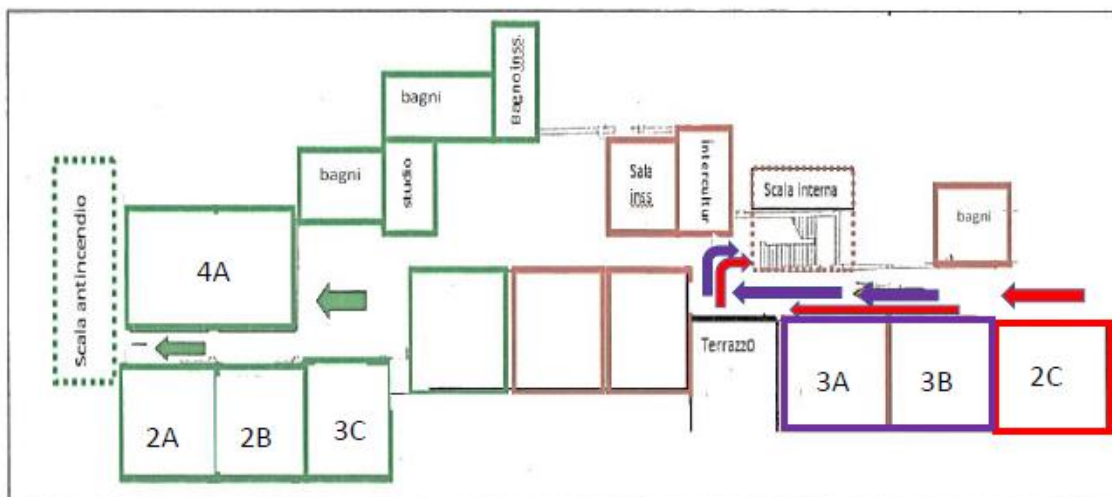 Bagno inss.
bagni
bagni
studio
Scala antincendio
4A
Sala
inss.
intercultur
Scala interna
bagni
Terrazzo
3A
3B
2C
2A
2B
3C